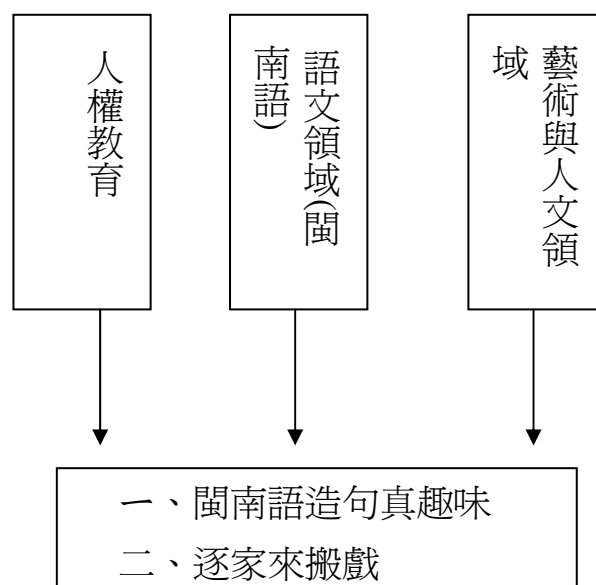 人權教育
語文領域(閩
南語)
藝術與人文領
域
一、閩南語造句真趣味
二、逐家來搬戲